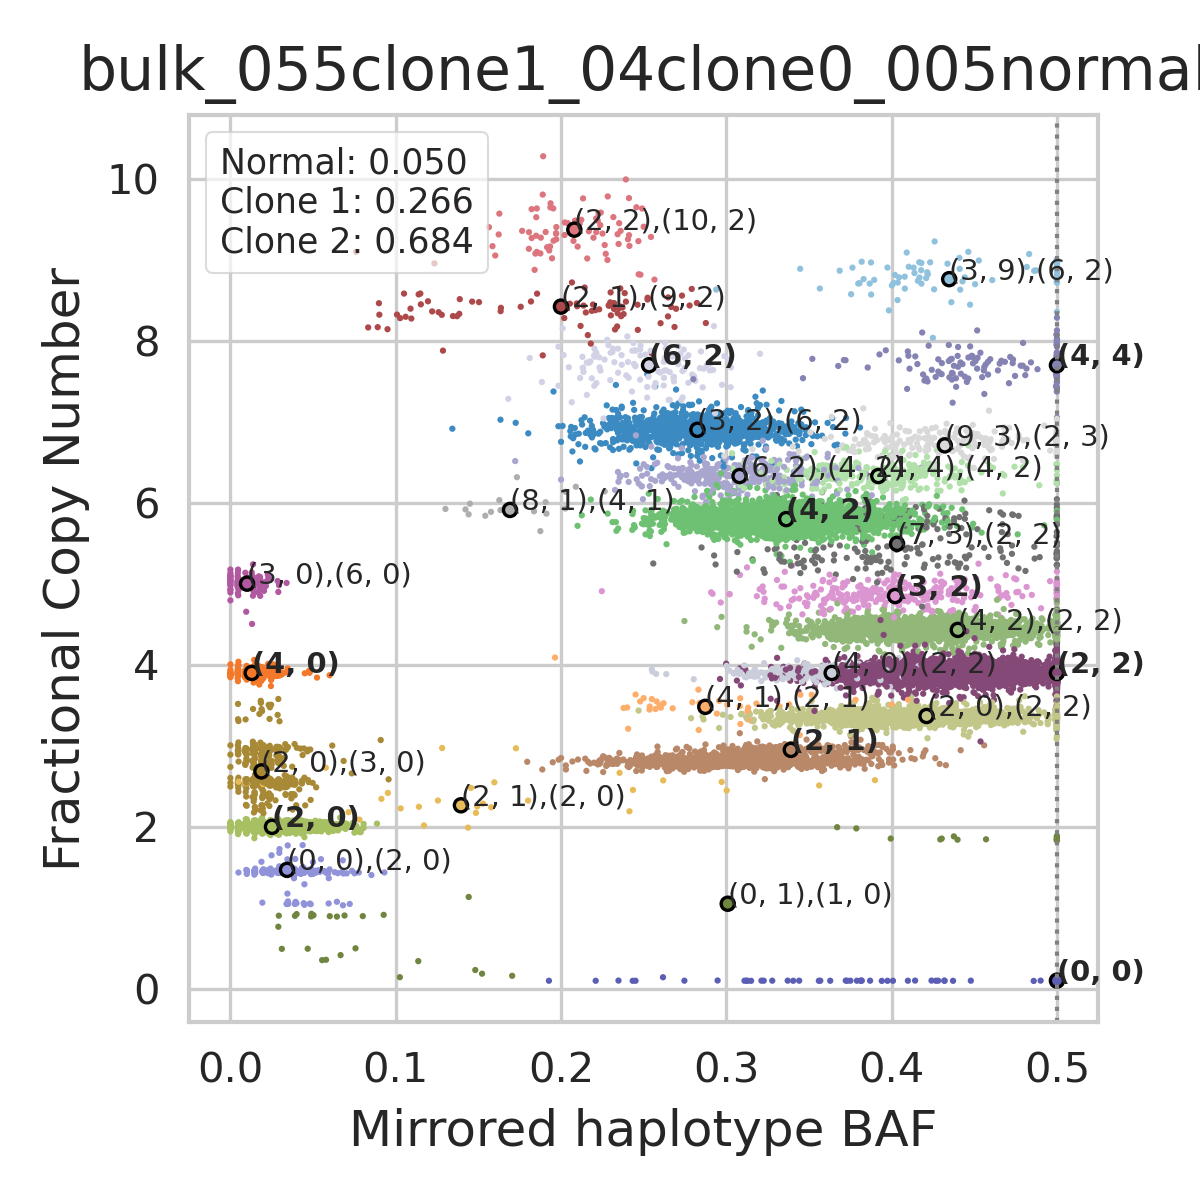 bulk_055clone1_04clone0_005normal
Normal: 0.050
Clone 1: 0.266
Clone 2: 0.684
(2, 2),(10, 2)
(3, 9),(6, 2)
(2, 1),(9, 2)
(6, 2)
(4, 4)
(3, 2),(6, 2)
(9, 3),(2, 3)
(6, 2),(4, 2)
(4, 4),(4, 2)
(8, 1),(4, 1)
(4, 2)
(7, 3),(2, 2)
(3, 0),(6, 0)
(3, 2)
(4, 2),(2, 2)
(4, 0)
(4, 0),(2, 2)
(2, 2)
(4, 1),(2, 1)
(2, 0),(2, 2)
(2, 1)
(2, 0),(3, 0)
(2, 1),(2, 0)
(2, 0)
(0, 0),(2, 0)
(0, 1),(1, 0)
(0, 0)
10
8
6
4
2
0
Fractional Copy Number
0.0 0.1 0.2 0.3 0.4 0.5
Mirrored haplotype BAF